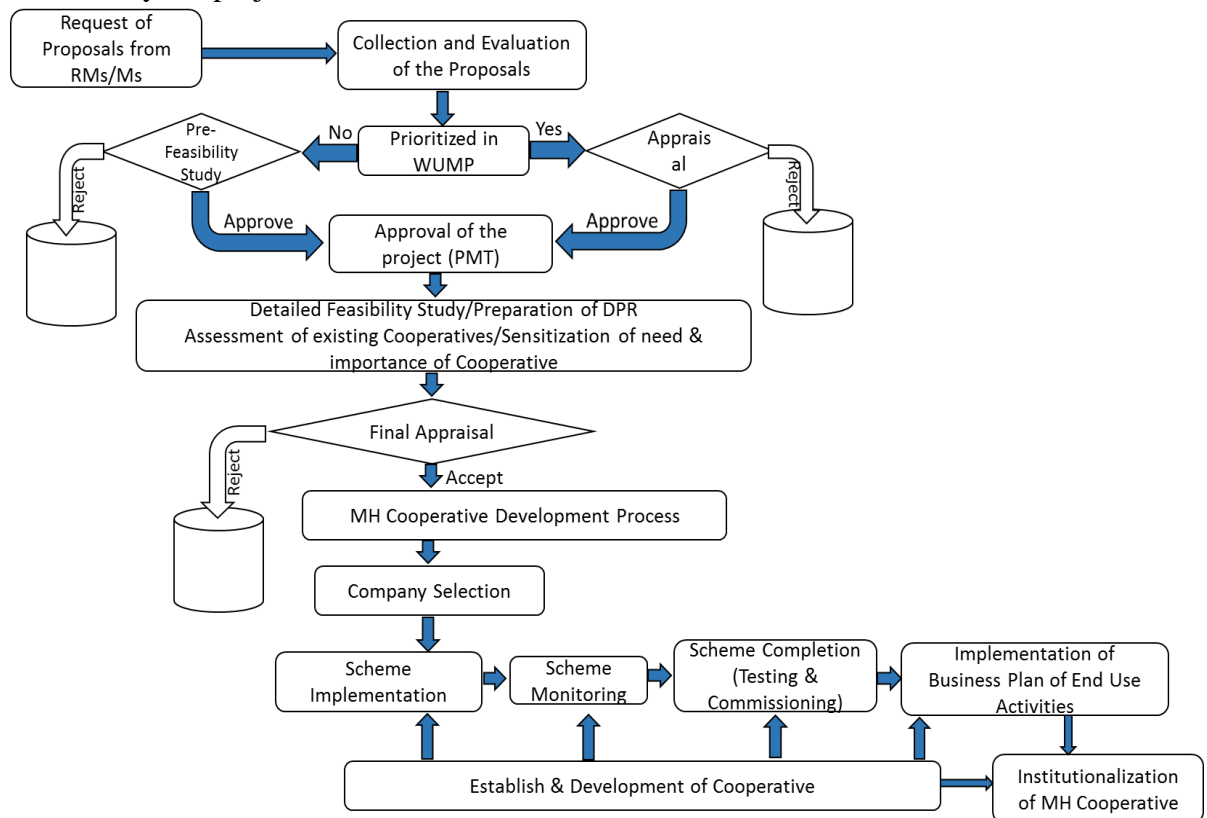 Request of
Proposals from
RMs/Ms
Collection and Evaluation
of the Proposals
No
Yes
Pre-
Feasibility
Study
Prioritized in
WUMP
Apprais
al
Reject
Reject
Approve
Approve
Approval of the
project (PMT)
Detailed Feasibility Study/Preparation of DPR
Assessment of existing Cooperatives/Sensitization of need &
importance of Cooperative
Final Appraisal
Reject
Accept
MH Cooperative Development Process
Company Selection
Scheme
Implementation
Scheme
Monitoring
Scheme Completion
(Testing &
Commissioning)
Implementation of
Business Plan of End Use
Activities
Establish & Development of Cooperative
Institutionalization
of MH Cooperative